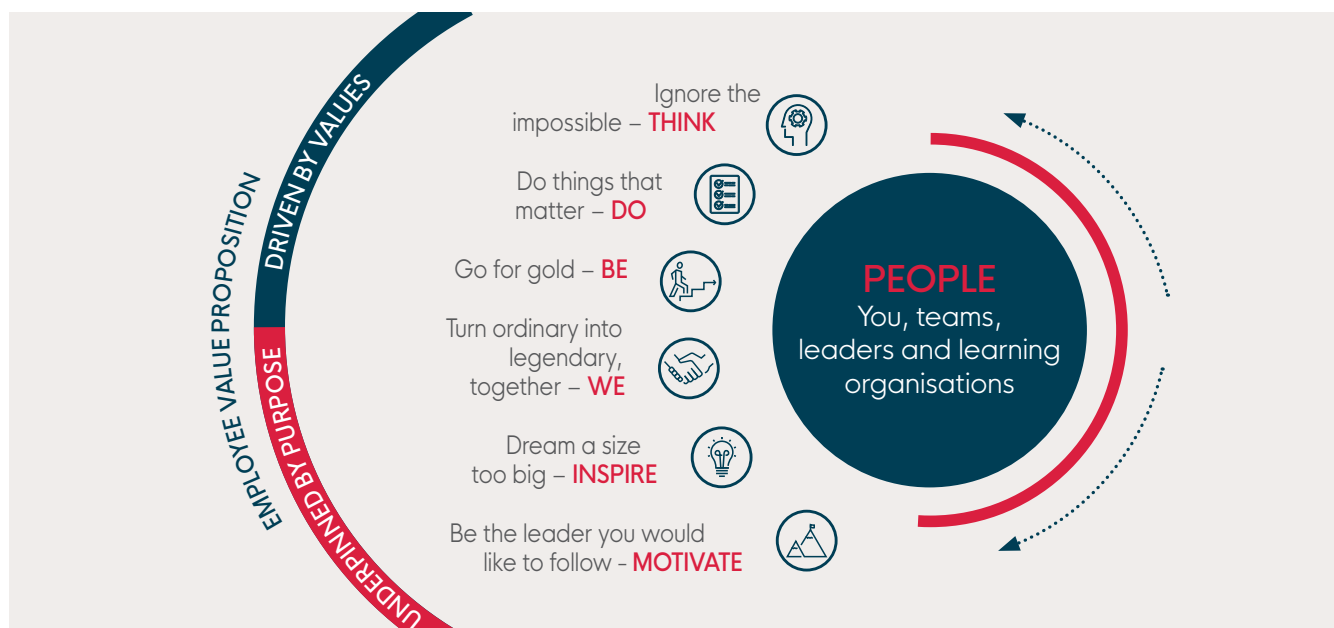 EMPLOYEE VALUE PROPOSITION
DRIVEN BY VALUES
UNDERPINNED BY PURPOSE
Ignore the
impossible – THINK
Do things that
matter – DO
Go for gold – BE
Turn ordinary into
legendary,
together – WE
Dream a size
too big – INSPIRE
Be the leader you would
like to follow - MOTIVATE
PEOPLE
You, teams,
leaders and learning
organisations